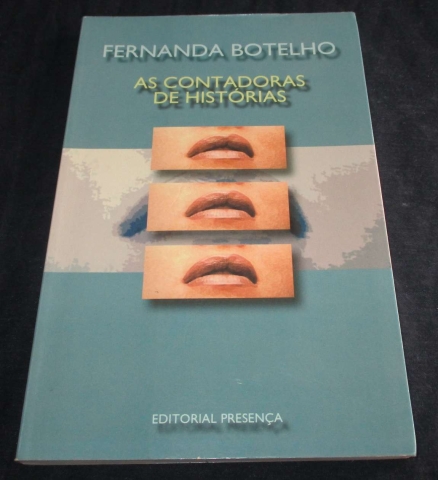 FERNANDA BOTELHO
AS CONTADORAS
DE HISTÓRIAS
EDITORIAL PRESENÇA